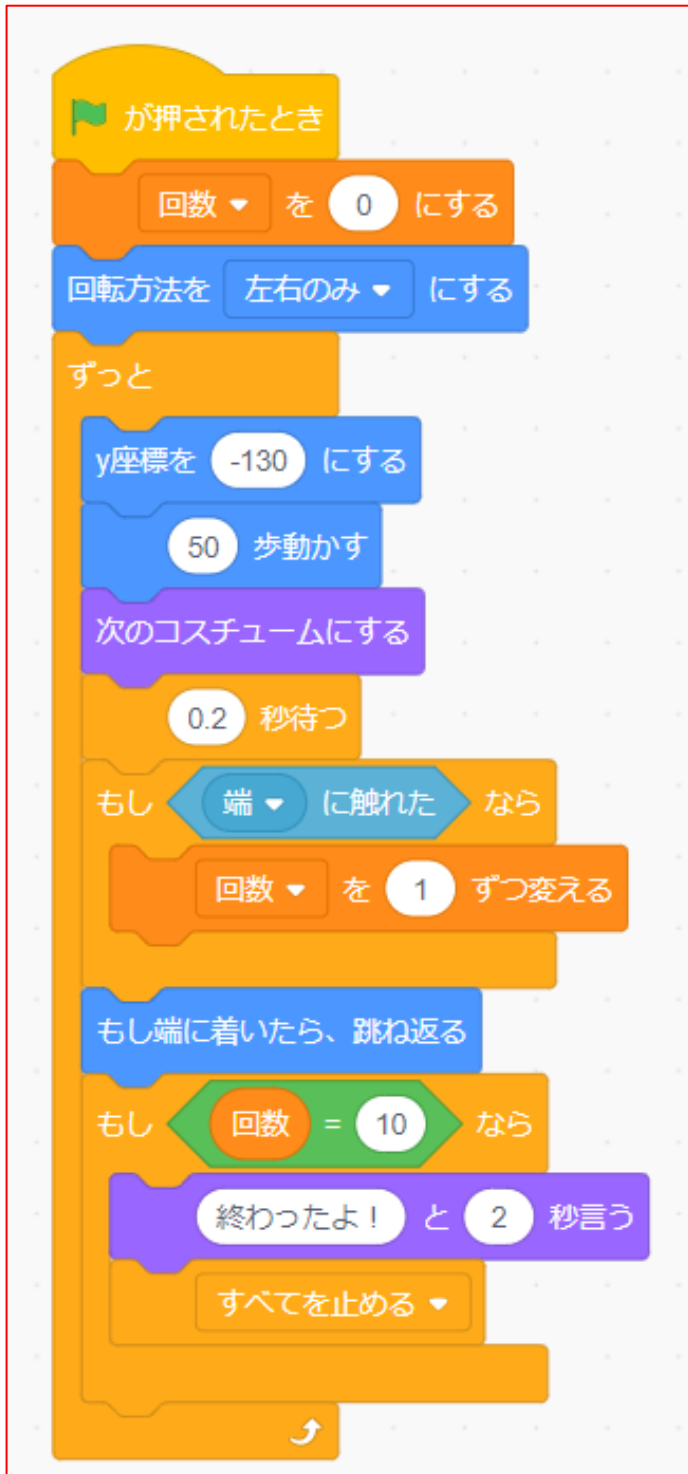 が押されたとき
回数 を 0 にする
回転方法を 左右のみ にする
ずっと
y座標を -130 にする
50 歩動かす
次のコスチュームにする
0.2 秒待つ
もし 端 に触れた なら
回数 を 1 ずつ変える
もし端に着いたら、跳ね返る
もし 回数 = 10 なら
終わったよ！ と 2 秒言う
すべてを止める